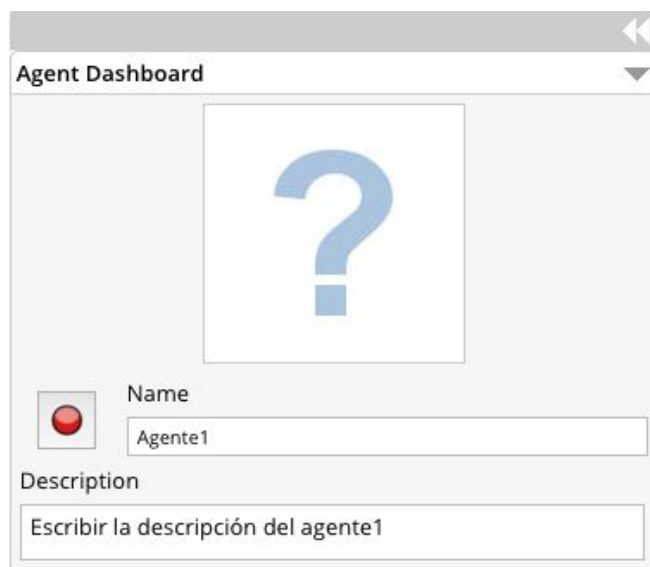 Agent Dashboard
?
Name
Agente1
Description
Escribir la descripción del agente1